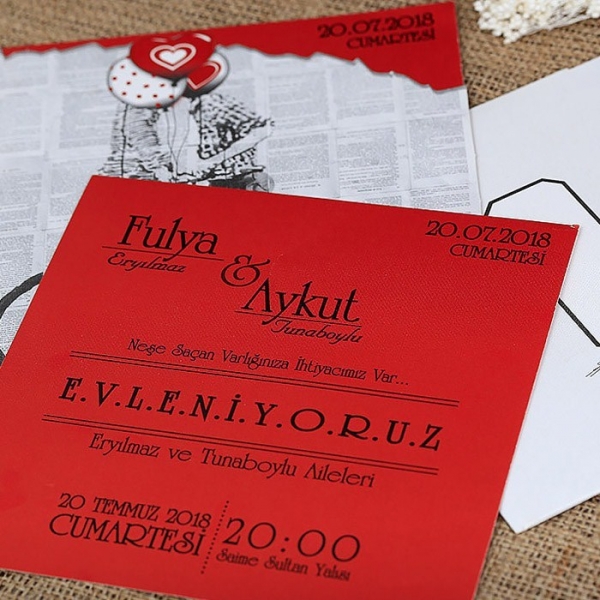 20.07.2018
CUMARTESİ
Fulya
Eryılmaz
&
Aykut
Tunaboylu
20.07.2018
CUMARTESİ
Neşe Saçan Varlığınıza İhtiyacımız Var...
E.V.L.E.N.İ.Y.O.R.U.Z
Eryılmaz ve Tunaboylu Aileleri
20 TEMMUZ 2018
CUMARTESİ
20:00
Saime Sultan Yalısı